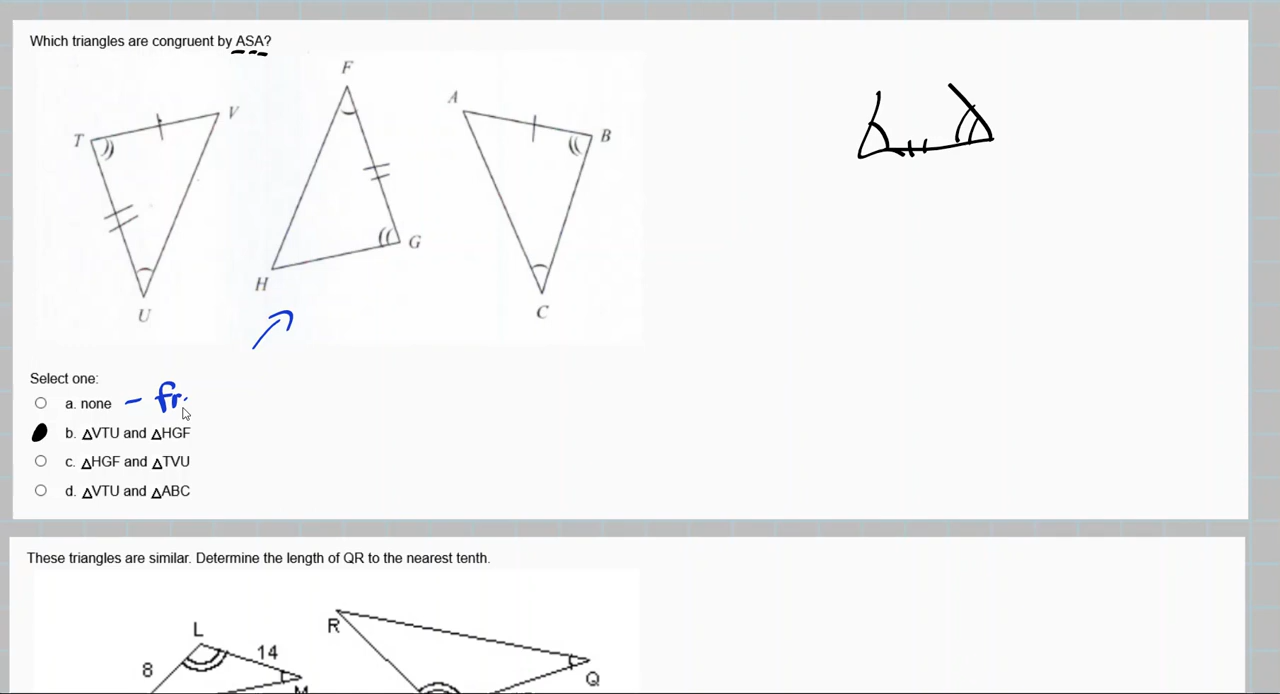 Which triangles are congruent by ASA?
F
A
V
T
B
G
H
U
C
Select one:
a. none - fr.
b. △VTU and △HGF
c. △HGF and △TVU
d. △VTU and △ABC
These triangles are similar. Determine the length of QR to the nearest tenth.
L
R
14
8
M
Q